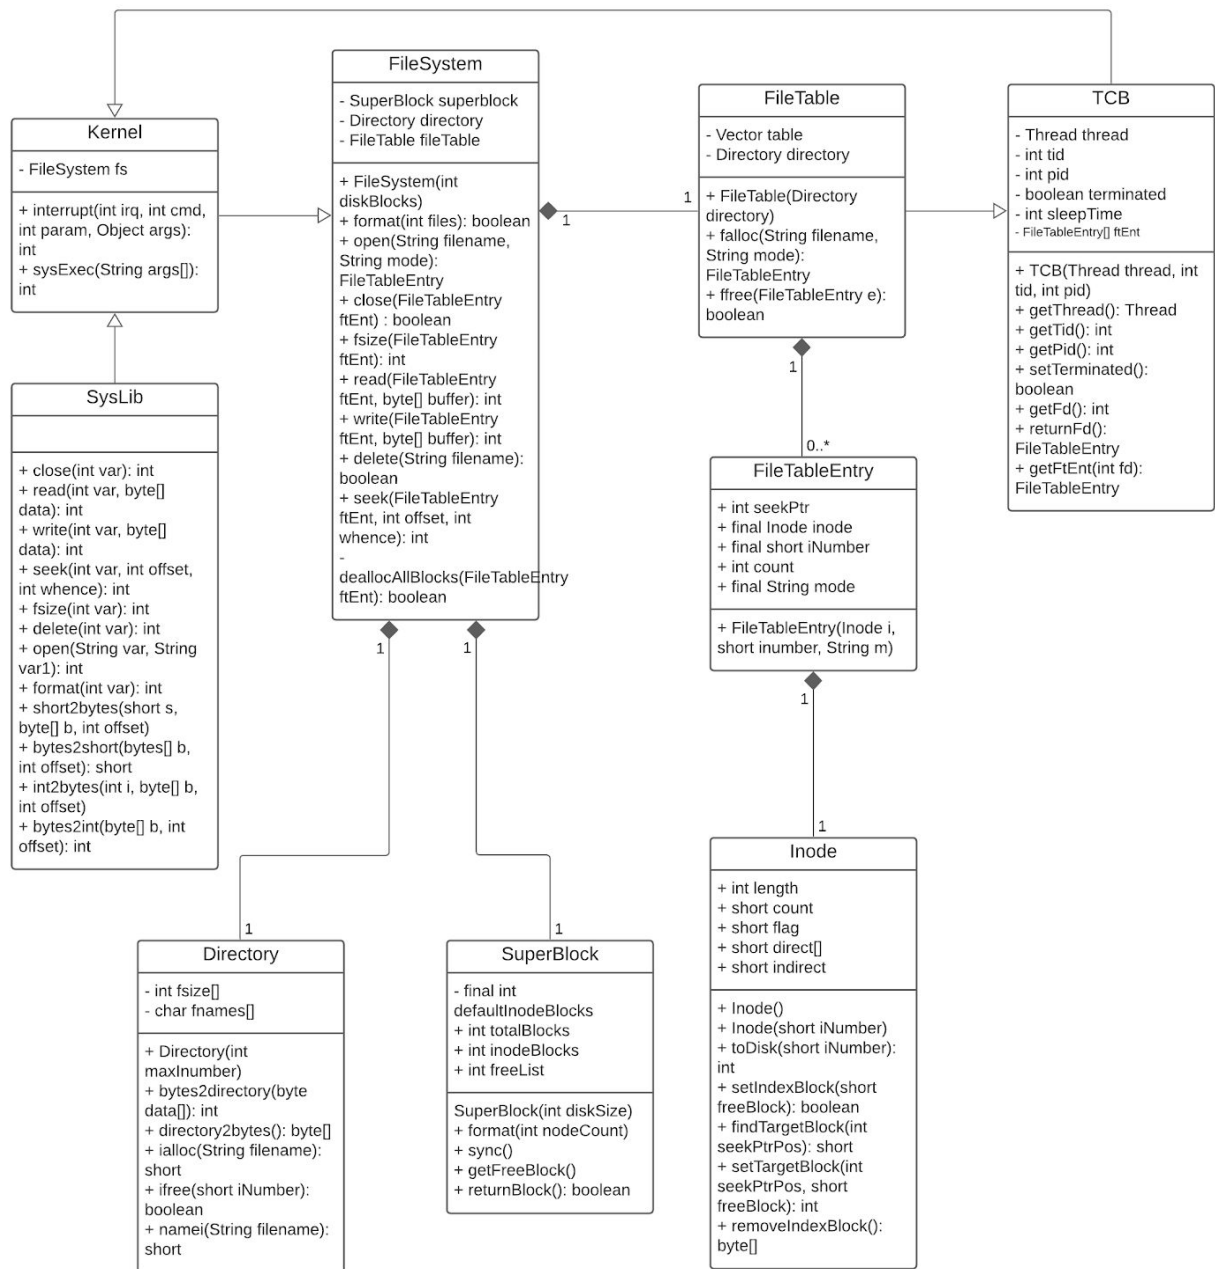 Kernel
- FileSystem fs
+ interrupt(int irq, int cmd,
int param, Object args):
int
+ sysExec(String args[]):
int
SysLib
+ close(int var): int
+ read(int var, byte[]
data): int
+ write(int var, byte[]
data): int
+ seek(int var, int offset,
int whence): int
+ fsize(int var): int
+ delete(int var): int
+ open(String var, String
var1): int
+ format(int var): int
+ short2bytes(short s,
byte[] b, int offset)
+ bytes2short(bytes[] b,
int offset): short
+ int2bytes(int i, byte[] b,
int offset)
+ bytes2int(byte[] b, int
offset): int
FileSystem
- SuperBlock superblock
- Directory directory
- FileTable fileTable
+ FileSystem(int
diskBlocks)
+ format(int files): boolean
+ open(String filename,
String mode):
FileTableEntry
+ close(FileTableEntry
ftEnt) : boolean
+ fsize(FileTableEntry
ftEnt): int
+ read(FileTableEntry
ftEnt, byte[] buffer): int
+ write(FileTableEntry
ftEnt, byte[] buffer): int
+ delete(String filename):
boolean
+ seek(FileTableEntry
ftEnt, int offset, int
whence): int
-
deallocAllBlocks(FileTableEntry
ftEnt): boolean
1
1
1
1
FileTable
- Vector table
- Directory directory
+ FileTable(Directory
directory)
+ falloc(String filename,
String mode):
FileTableEntry
+ ffree(FileTableEntry e):
boolean
1
0..*
TCB
- Thread thread
- int tid
- int pid
- boolean terminated
- int sleepTime
- FileTableEntry[] ftEnt
+ TCB(Thread thread, int
tid, int pid)
+ getThread(): Thread
+ getTid(): int
+ getPid(): int
+ setTerminated():
boolean
+ getFd(): int
+ returnFd():
FileTableEntry
+ getFtEnt(int fd):
FileTableEntry
FileTableEntry
+ int seekPtr
+ final Inode inode
+ final short iNumber
+ int count
+ final String mode
+ FileTableEntry(Inode i,
short inumber, String m)
1
1
Inode
+ int length
+ short count
+ short flag
+ short direct[]
+ short indirect
+ Inode()
+ Inode(short iNumber)
+ toDisk(short iNumber):
int
+ setIndexBlock(short
freeBlock): boolean
+ findTargetBlock(int
seekPtrPos): short
+ setTargetBlock(int
seekPtrPos, short
freeBlock): int
+ removeIndexBlock():
byte[]
1
Directory
- int fsize[]
- char fnames[]
+ Directory(int
maxInumber)
+ bytes2directory(byte
data[]): int
+ directory2bytes(): byte[]
+ ialloc(String filename):
short
+ ifree(short iNumber):
boolean
+ namei(String filename):
short
1
SuperBlock
- final int
defaultInodeBlocks
+ int totalBlocks
+ int inodeBlocks
+ int freeList
SuperBlock(int diskSize)
+ format(int nodeCount)
+ sync()
+ getFreeBlock()
+ returnBlock(): boolean